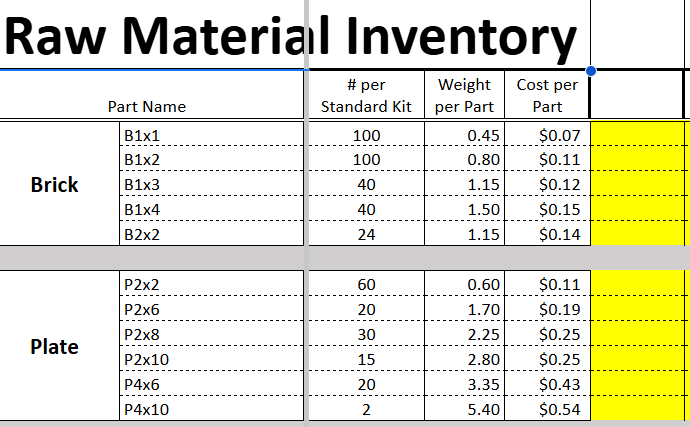 Raw Material Inventory
Part Name # per Standard Kit Weight per Part Cost per Part
Brick
B1x1 100 0.45 $0.07
B1x2 100 0.80 $0.11
B1x3 40 1.15 $0.12
B1x4 40 1.50 $0.15
B2x2 24 1.15 $0.14
Plate
P2x2 60 0.60 $0.11
P2x6 20 1.70 $0.19
P2x8 30 2.25 $0.25
P2x10 15 2.80 $0.25
P4x6 20 3.35 $0.43
P4x10 2 5.40 $0.54